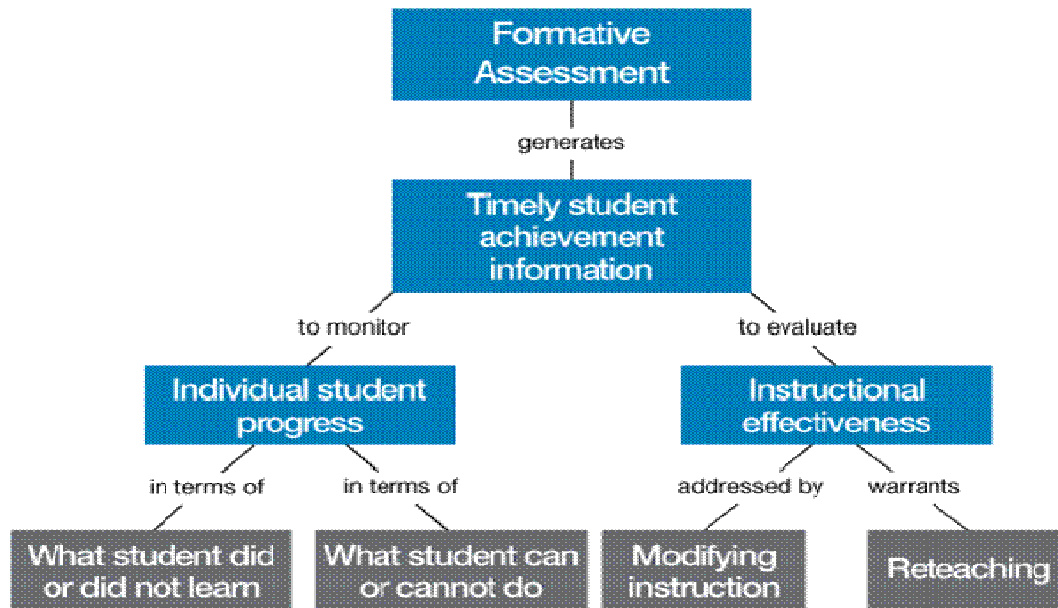 Formative
Assessment
generates
Timely student
achievement
information
to monitor
to evaluate
Individual student
progress
Instructional
effectiveness
in terms of
in terms of
addressed by
warrants
What student did
or did not learn
What student can
or cannot do
Modifying
instruction
Reteaching